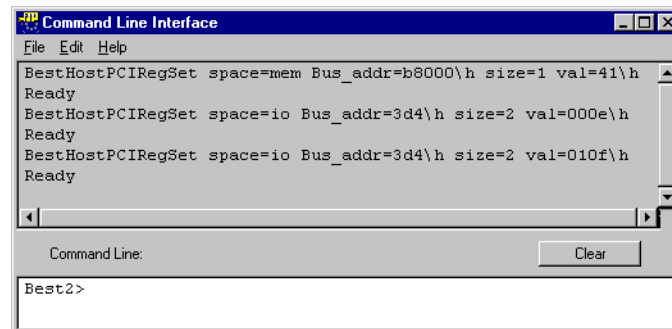 Command Line Interface
File Edit Help
BestHostPCIRegSet space=mem Bus_addr=b8000\h size=1 val=41\h
Ready
BestHostPCIRegSet space=io Bus_addr=3d4\h size=2 val=000e\h
Ready
BestHostPCIRegSet space=io Bus_addr=3d4\h size=2 val=010f\h
Ready
Command Line:
Clear
Best2>